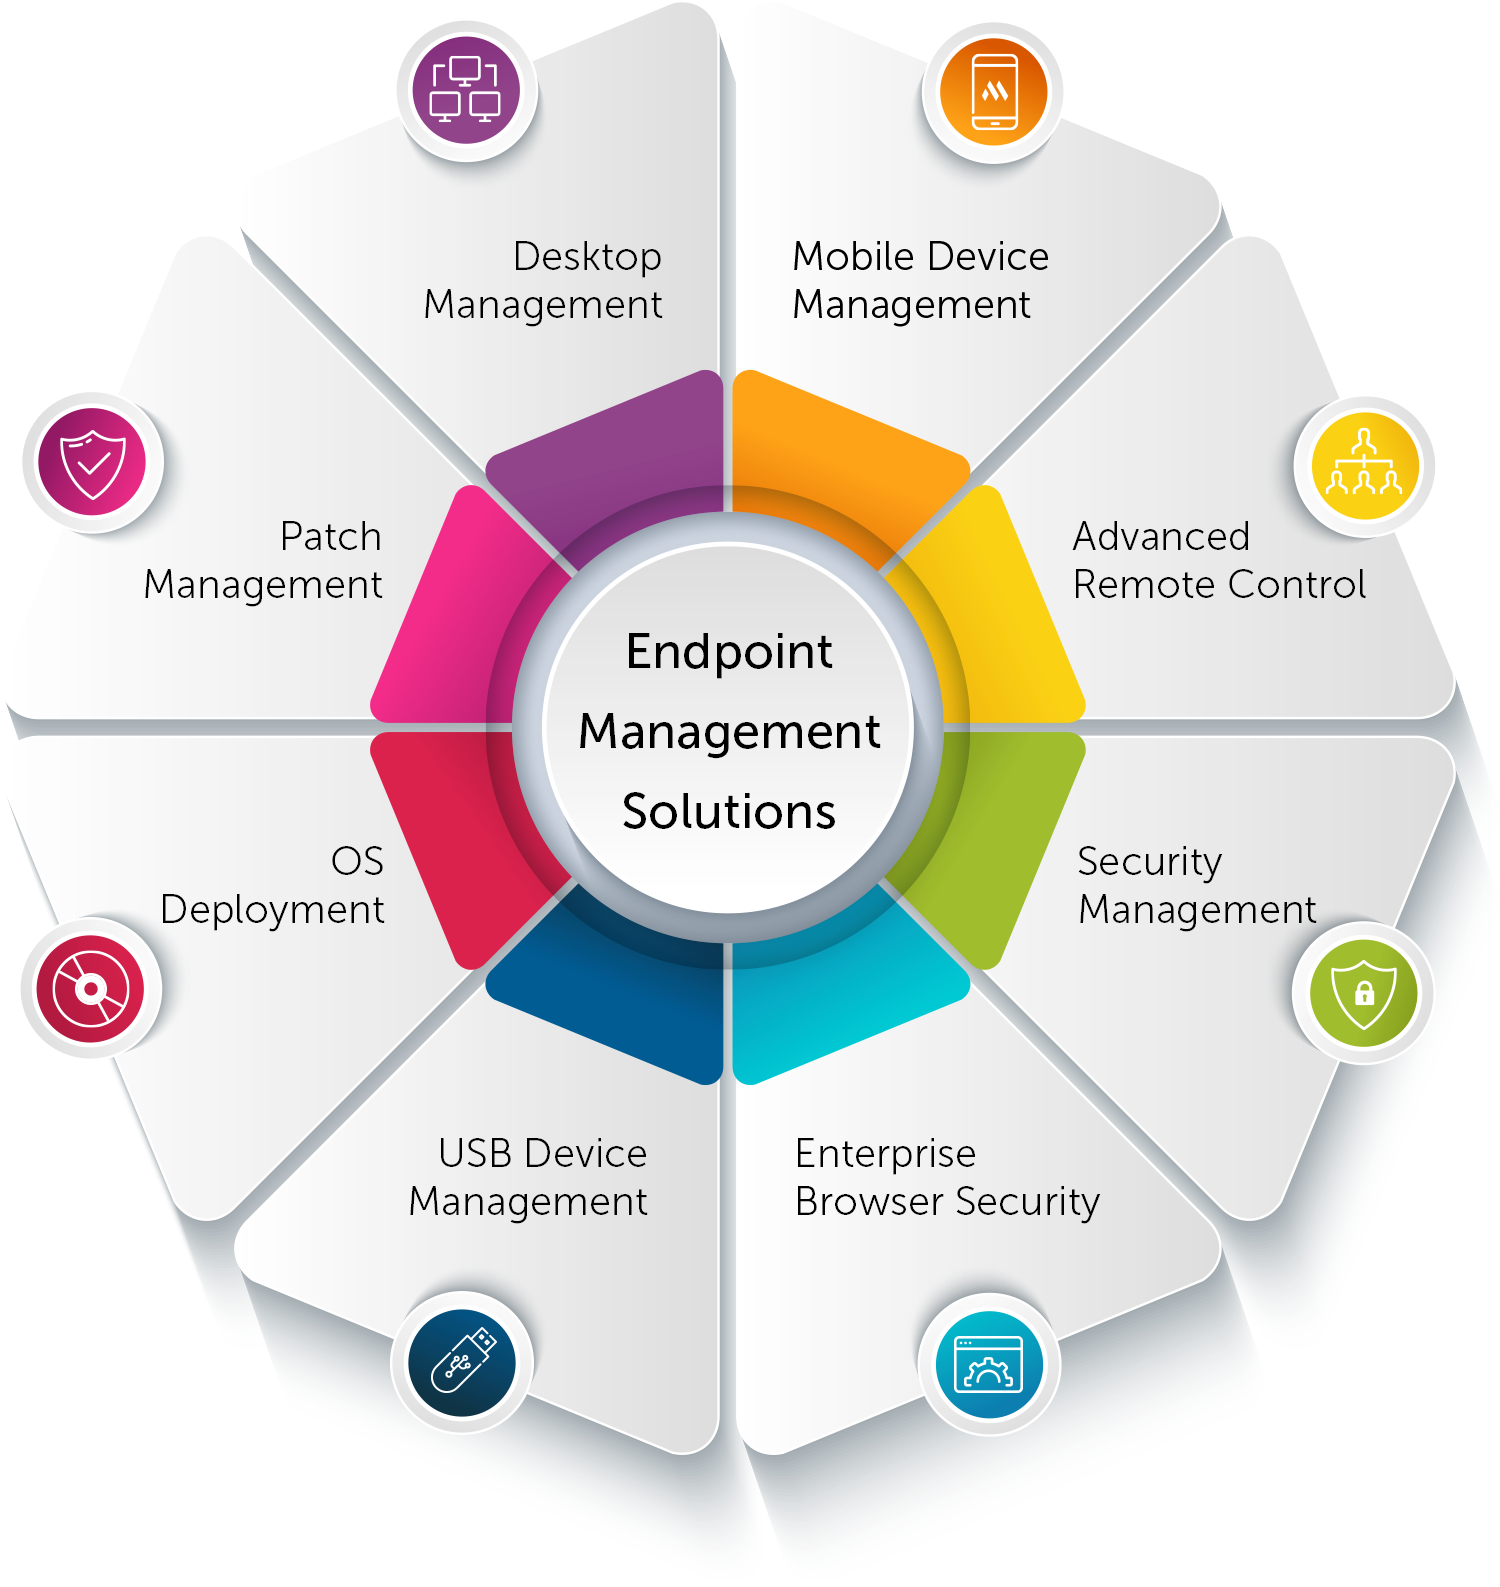 Desktop
Management
Mobile Device
Management
Patch
Management
Advanced
Remote Control
Endpoint
Management
Solutions
OS
Deployment
Security
Management
USB Device
Management
Enterprise
Browser Security